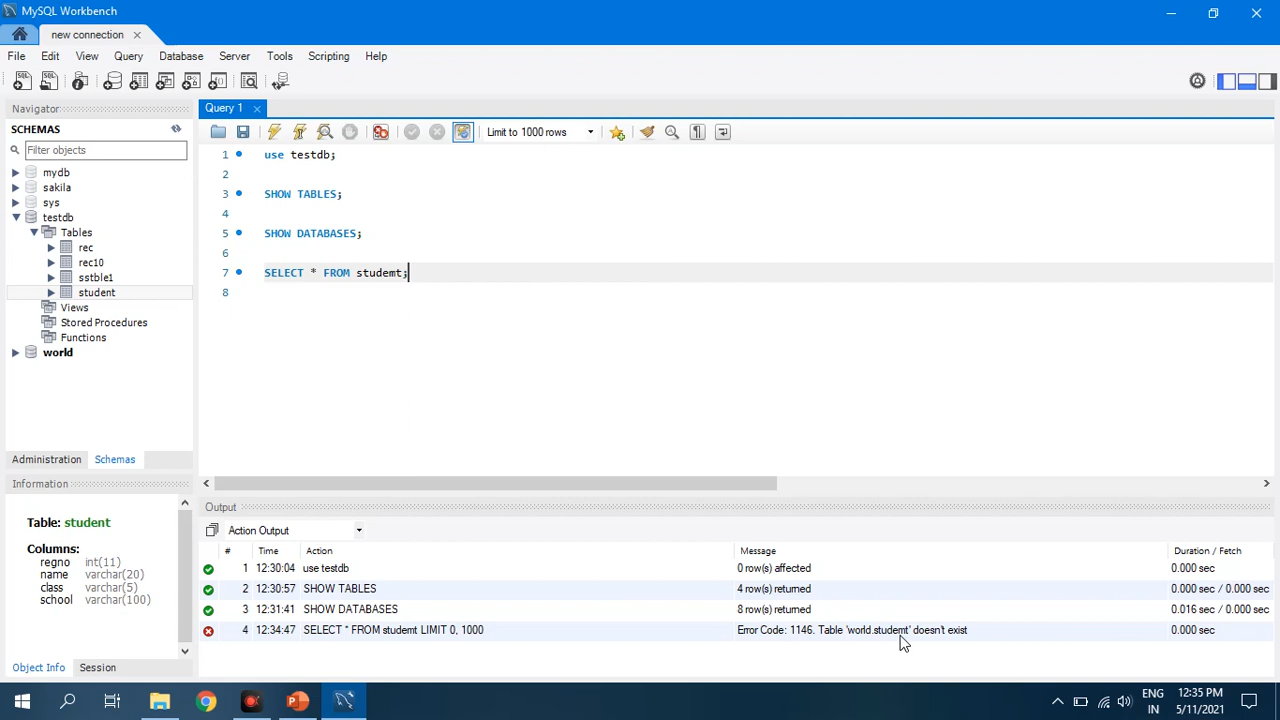 MySQL Workbench
new connection
File Edit View Query Database Server Tools Scripting Help
Navigator
SCHEMAS
Filter objects
mydb
sakila
sys
testdb
Tables
rec
rec10
sstble1
student
Views
Stored Procedures
Functions
world
Administration Schemas
Information
Table: student
Columns:
regno int(11)
name varchar(20)
class varchar(5)
school varchar(100)
Object Info Session
Query 1
Limit to 1000 rows
1 use testdb;
2
3 SHOW TABLES;
4
5 SHOW DATABASES;
6
7 SELECT * FROM studemt;
8
Output
Action Output
# Time Action Message Duration / Fetch
1 12:30:04 use testdb 0 row(s) affected 0.000 sec
2 12:30:57 SHOW TABLES 4 row(s) returned 0.000 sec / 0.000 sec
3 12:31:41 SHOW DATABASES 8 row(s) returned 0.016 sec / 0.000 sec
4 12:34:47 SELECT * FROM studemt LIMIT 0, 1000 Error Code: 1146. Table 'world.studemt' doesn't exist 0.000 sec
ENG
IN
12:35 PM
5/11/2021